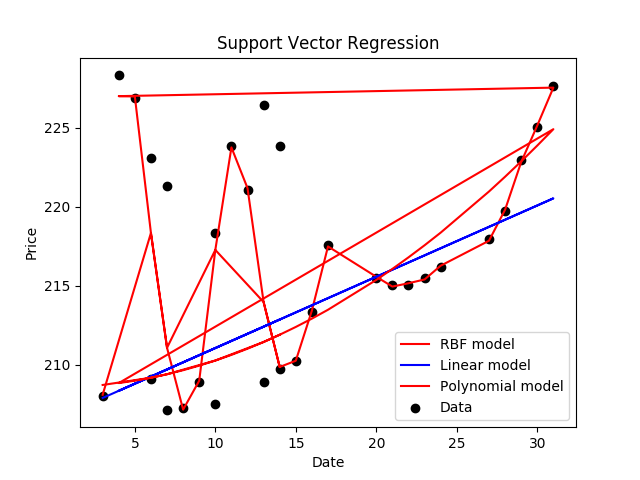 Support Vector Regression
225
220
215
210
Price
5
10
15
20
25
30
Date
RBF model
Linear model
Polynomial model
Data